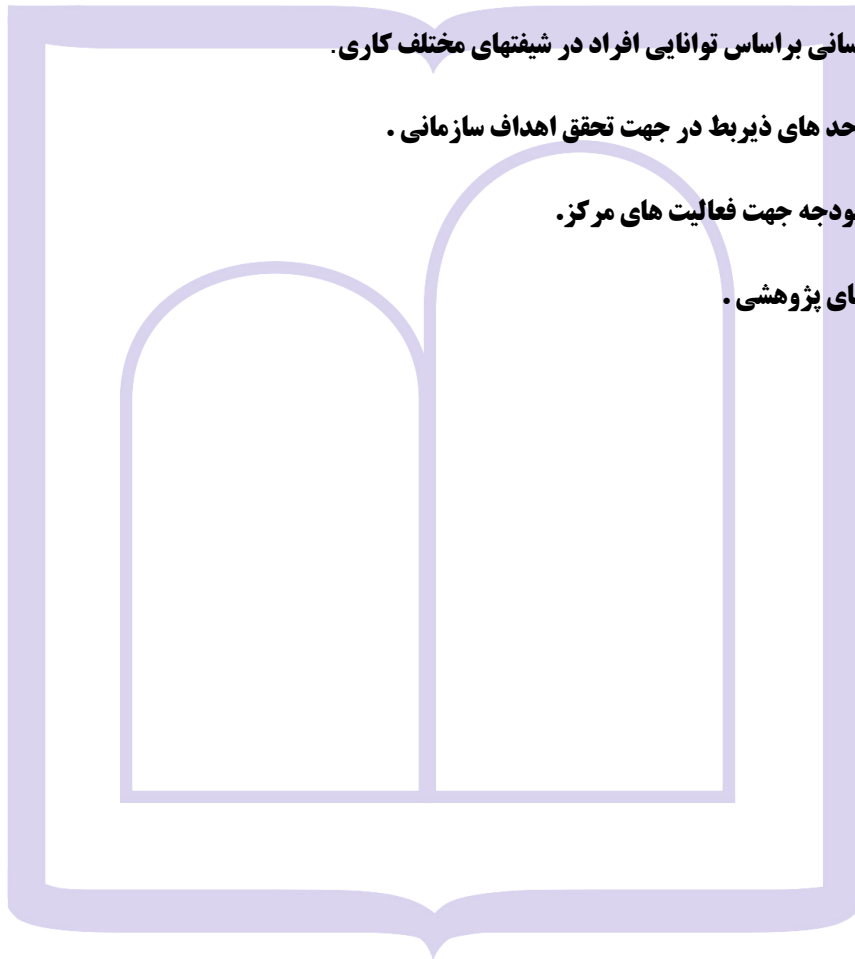 سانی براساس توانایی افراد در شیفتهای مختلف کاری.
حد های ذیربط در جهت تحقق اهداف سازمانی .
ودجه جهت فعالیت های مرکز.
ای پژوهشی .